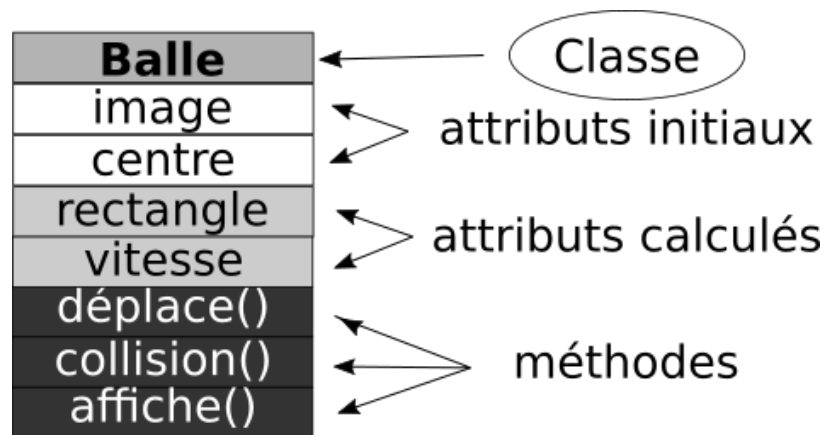 Balle
Classe
image
attributs initiaux
centre
rectangle
attributs calculés
vitesse
déplace()
collision()
méthodes
affiche()